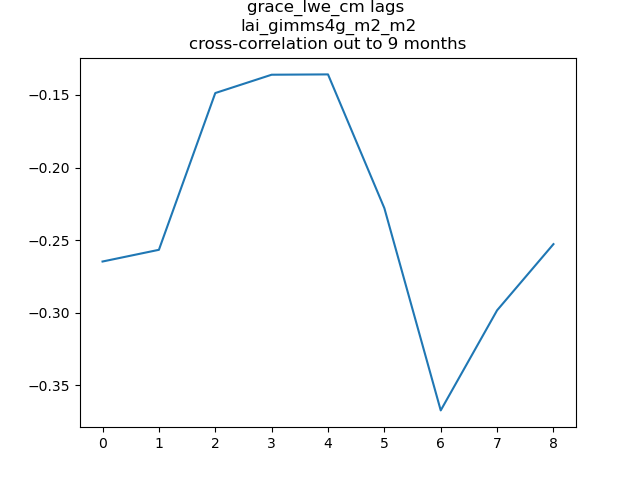 grace_lwe_cm lags
lai_gimms4g_m2_m2
cross-correlation out to 9 months
−0.15
−0.20
−0.25
−0.30
−0.35
0 1 2 3 4 5 6 7 8